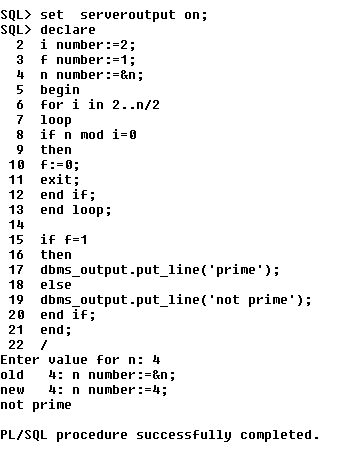 SQL> set  serveroutput on;
SQL> declare
  2  i number:=2;
  3  f number:=1;
  4  n number:=&n;
  5  begin
  6  for i in 2..n/2
  7  loop
  8  if n mod i=0
  9  then
 10  f:=0;
 11  exit;
 12  end if;
 13  end loop;
 14
 15  if f=1
 16  then
 17  dbms_output.put_line('prime');
 18  else
 19  dbms_output.put_line('not prime');
 20  end if;
 21  end;
 22  /
Enter value for n: 4
old   4: n number:=&n;
new   4: n number:=4;
not prime

PL/SQL procedure successfully completed.